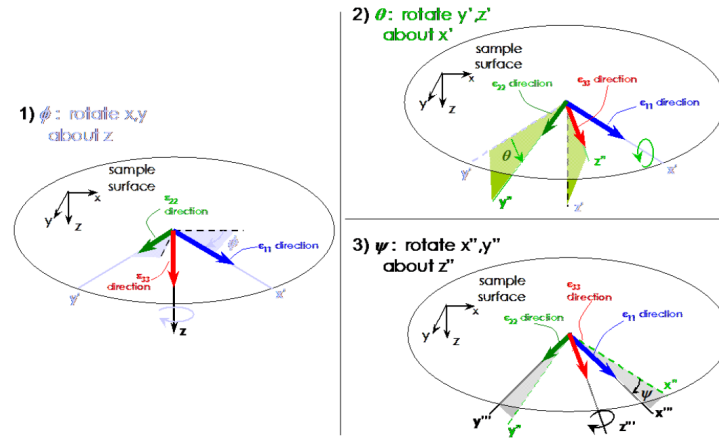 1) ϕ : rotate x,y
about z
sample
surface
x
y
z
ε22
direction
ϕ
ε11 direction
ε33
direction
y'
x'
z
2) θ: rotate y',z'
about x'
sample
surface
x
y
z
ε22 direction
ε33
direction
ε11 direction
θ
y'
z"
x'
y"
z'
3) ψ: rotate x",y"
about z"
sample
surface
x
y
z
ε33
direction
ε22 direction
ε11 direction
ψ
x"
y'''
x'''
z'''
y"